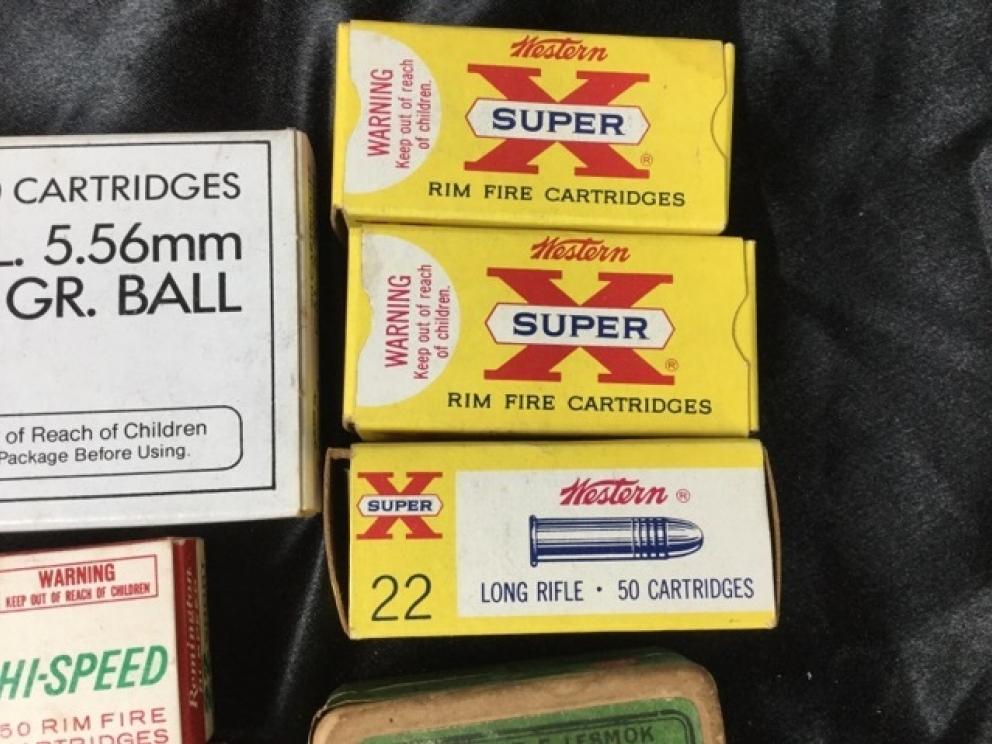 CARTRIDGES
5.56mm
GR. BALL
of Reach of Children
Package Before Using.
Western
X
SUPER
®
RIM FIRE CARTRIDGES
WARNING
Keep out of reach
of children.
Western
X
SUPER
®
RIM FIRE CARTRIDGES
WARNING
Keep out of reach
of children.
X
SUPER
22
Western ®
LONG RIFLE · 50 CARTRIDGES
WARNING
KEEP OUT OF REACH OF CHILDREN
HI-SPEED
50 RIM FIRE
Remington
LESMOK